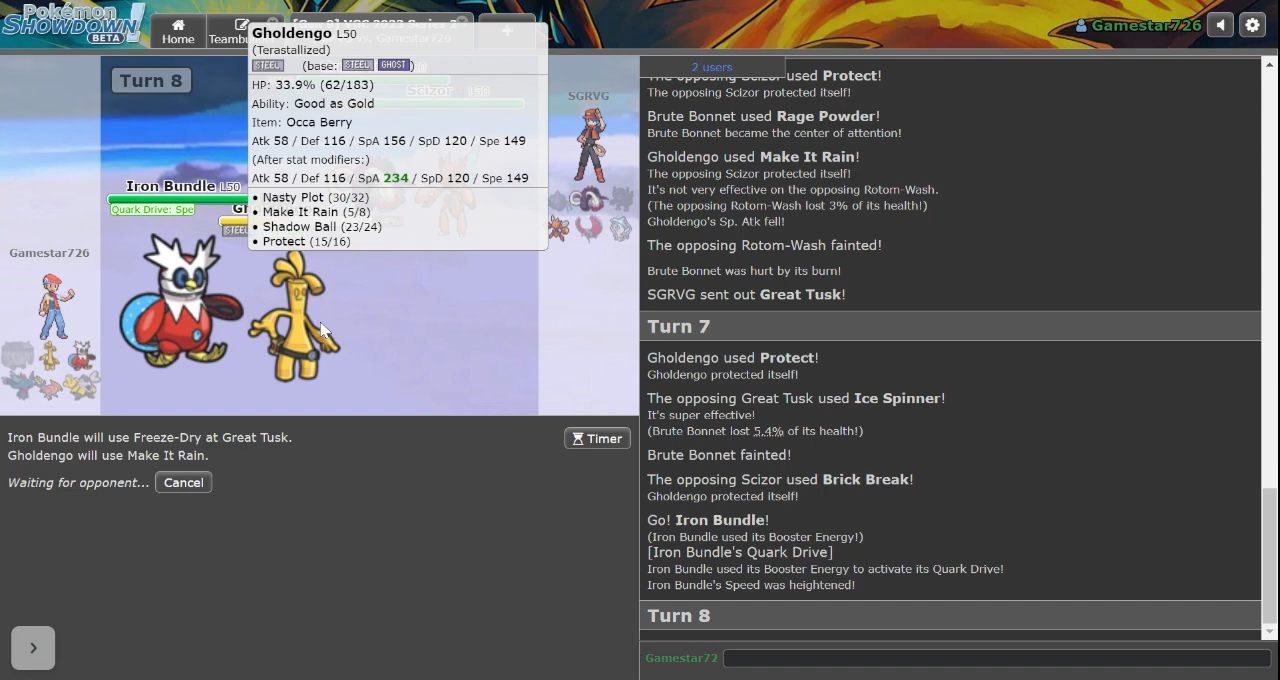 Pokémon
SHOWDOWN!
BETA
Home
Teambu
Gamestar726
Gholdengo L50
(Terastallized)
STEEL (base: STEEL GHOST)
HP: 33.9% (62/183)
Ability: Good as Gold
Item: Occa Berry
Atk 58 / Def 116 / SpA 156 / SpD 120 / Spe 149
(After stat modifiers:)
Atk 58 / Def 116 / SpA 234 / SpD 120 / Spe 149
• Nasty Plot (30/32)
• Make It Rain (5/8)
• Shadow Ball (23/24)
• Protect (15/16)
Turn 8
Scizor L50
SGRVG
Iron Bundle L50
Quark Drive: Spe
Gh
STEEL
Gamestar726
Iron Bundle will use Freeze-Dry at Great Tusk.
Gholdengo will use Make It Rain.
Waiting for opponent... Cancel
Timer
2 users
The opposing Scizor used Protect!
The opposing Scizor protected itself!
Brute Bonnet used Rage Powder!
Brute Bonnet became the center of attention!
Gholdengo used Make It Rain!
The opposing Scizor protected itself!
It's not very effective on the opposing Rotom-Wash.
(The opposing Rotom-Wash lost 3% of its health!)
Gholdengo's Sp. Atk fell!
The opposing Rotom-Wash fainted!
Brute Bonnet was hurt by its burn!
SGRVG sent out Great Tusk!
Turn 7
Gholdengo used Protect!
Gholdengo protected itself!
The opposing Great Tusk used Ice Spinner!
It's super effective!
(Brute Bonnet lost 5.4% of its health!)
Brute Bonnet fainted!
The opposing Scizor used Brick Break!
Gholdengo protected itself!
Go! Iron Bundle!
(Iron Bundle used its Booster Energy!)
[Iron Bundle's Quark Drive]
Iron Bundle used its Booster Energy to activate its Quark Drive!
Iron Bundle's Speed was heightened!
Turn 8
Gamestar72